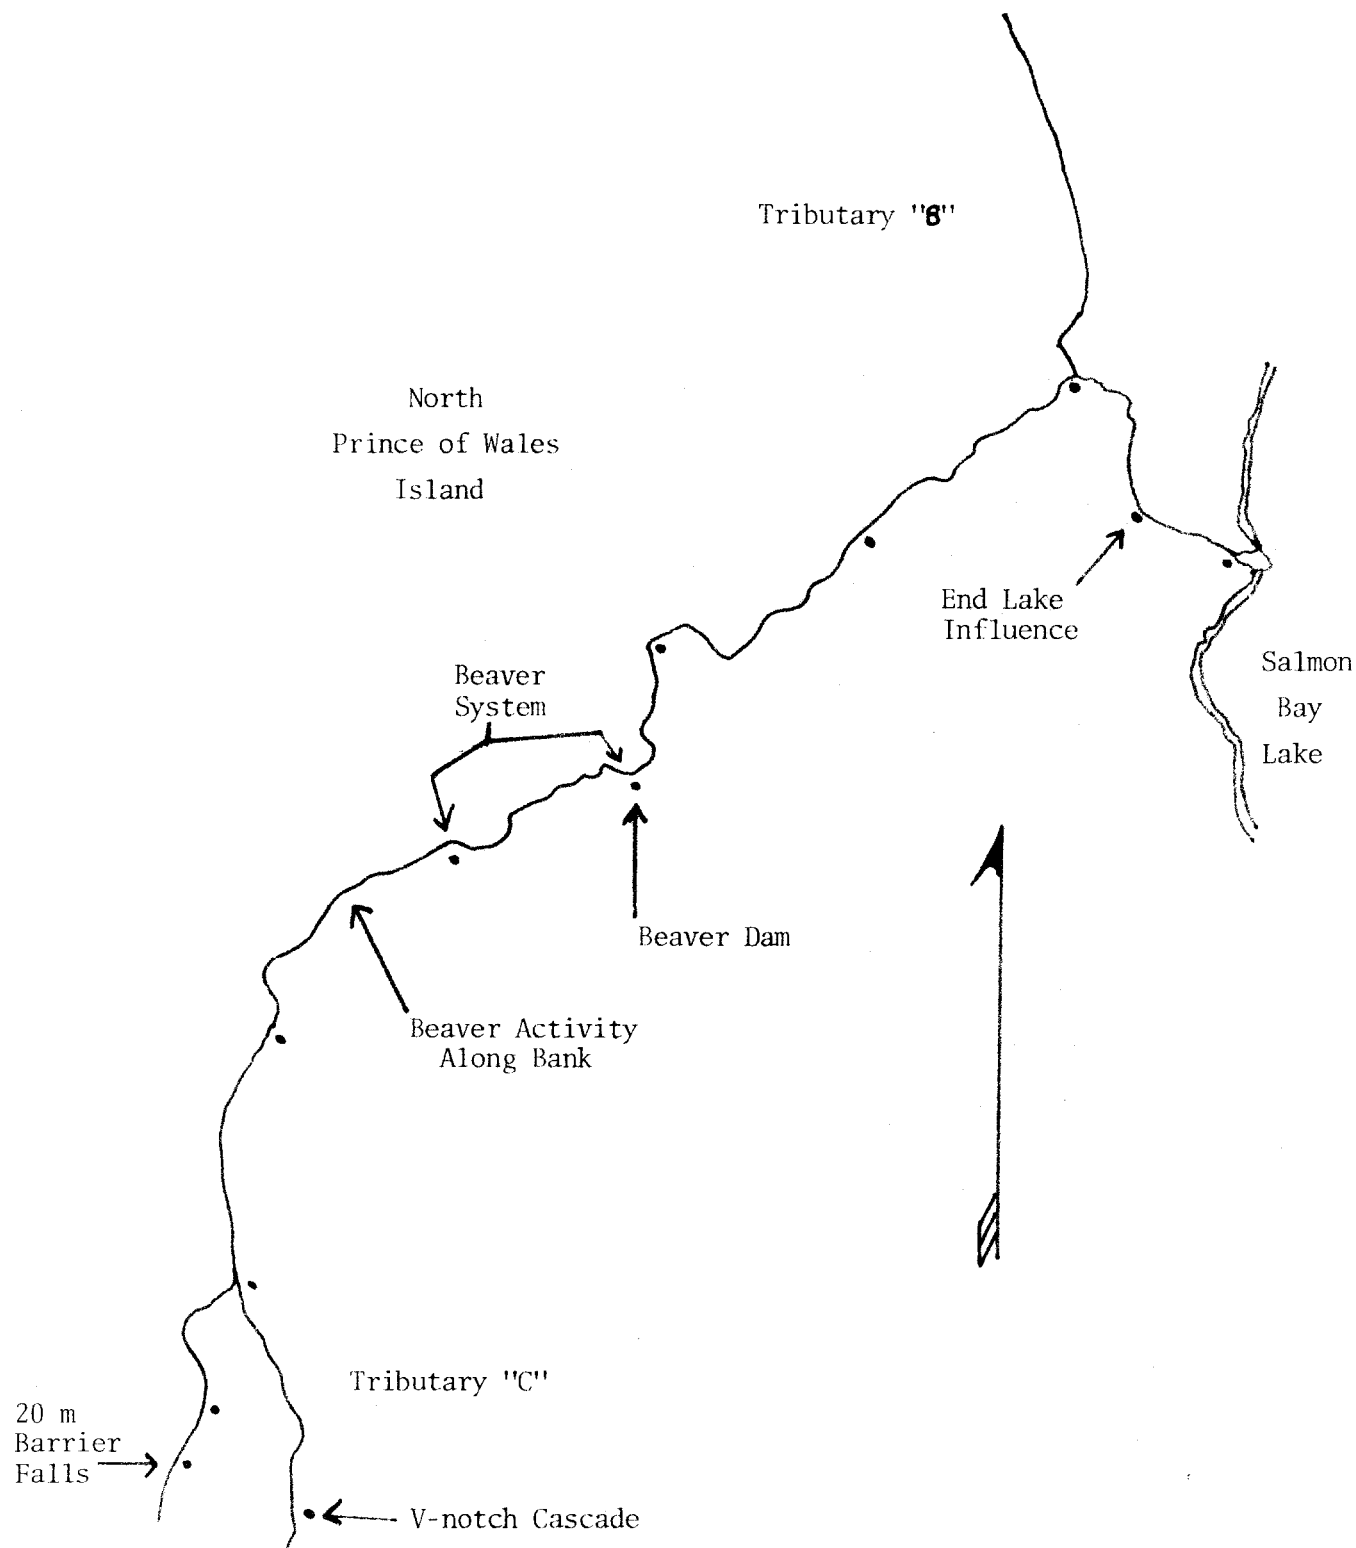 Tributary
North
Prince of Wales
Island
End Lake
Influence
Salmon
Bay
Lake
Beaver
System
Beaver Dam
Beaver Activity
Along Bank
Tributary "C"
20 m
Barrier
Falls
V-notch Cascade